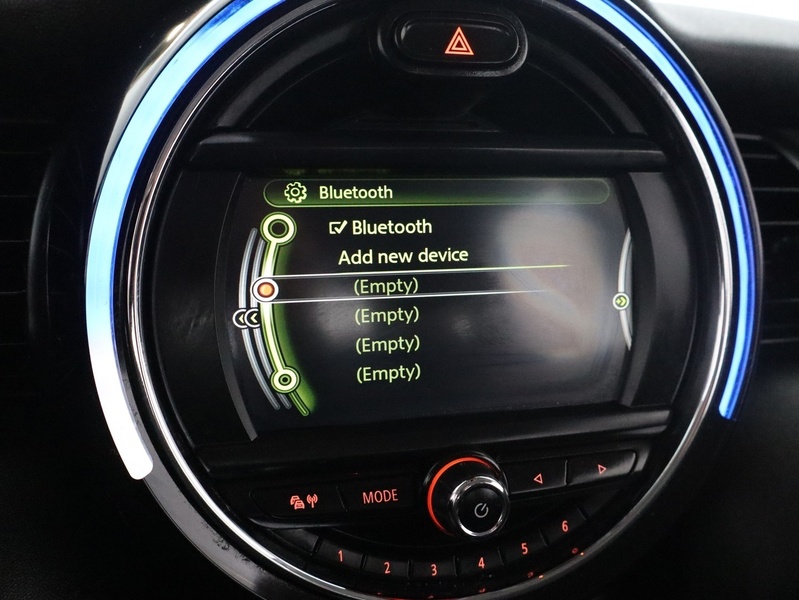 Bluetooth
Bluetooth
Add new device
(Empty)
(Empty)
(Empty)
(Empty)
MODE
1 2 3 4 5 6